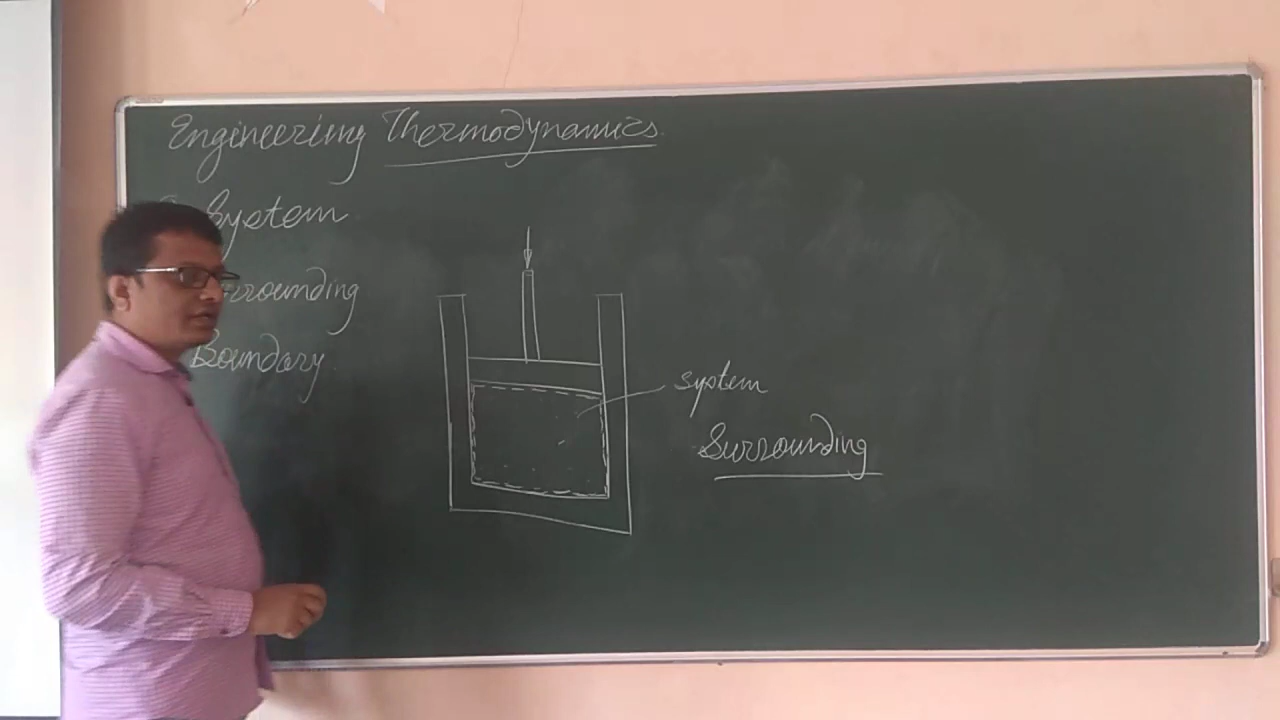 Engineering Thermodynamics
System
Boundary
system
Surrounding